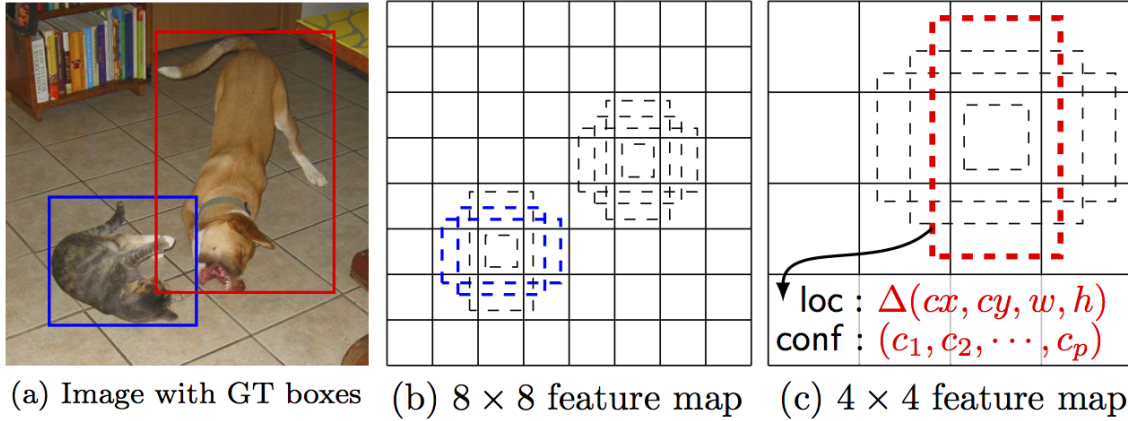 loc : Δ(cx, cy, w, h)
conf : (c₁, c₂, ⋯, cₚ)
(a) Image with GT boxes
(b) 8 × 8 feature map
(c) 4 × 4 feature map